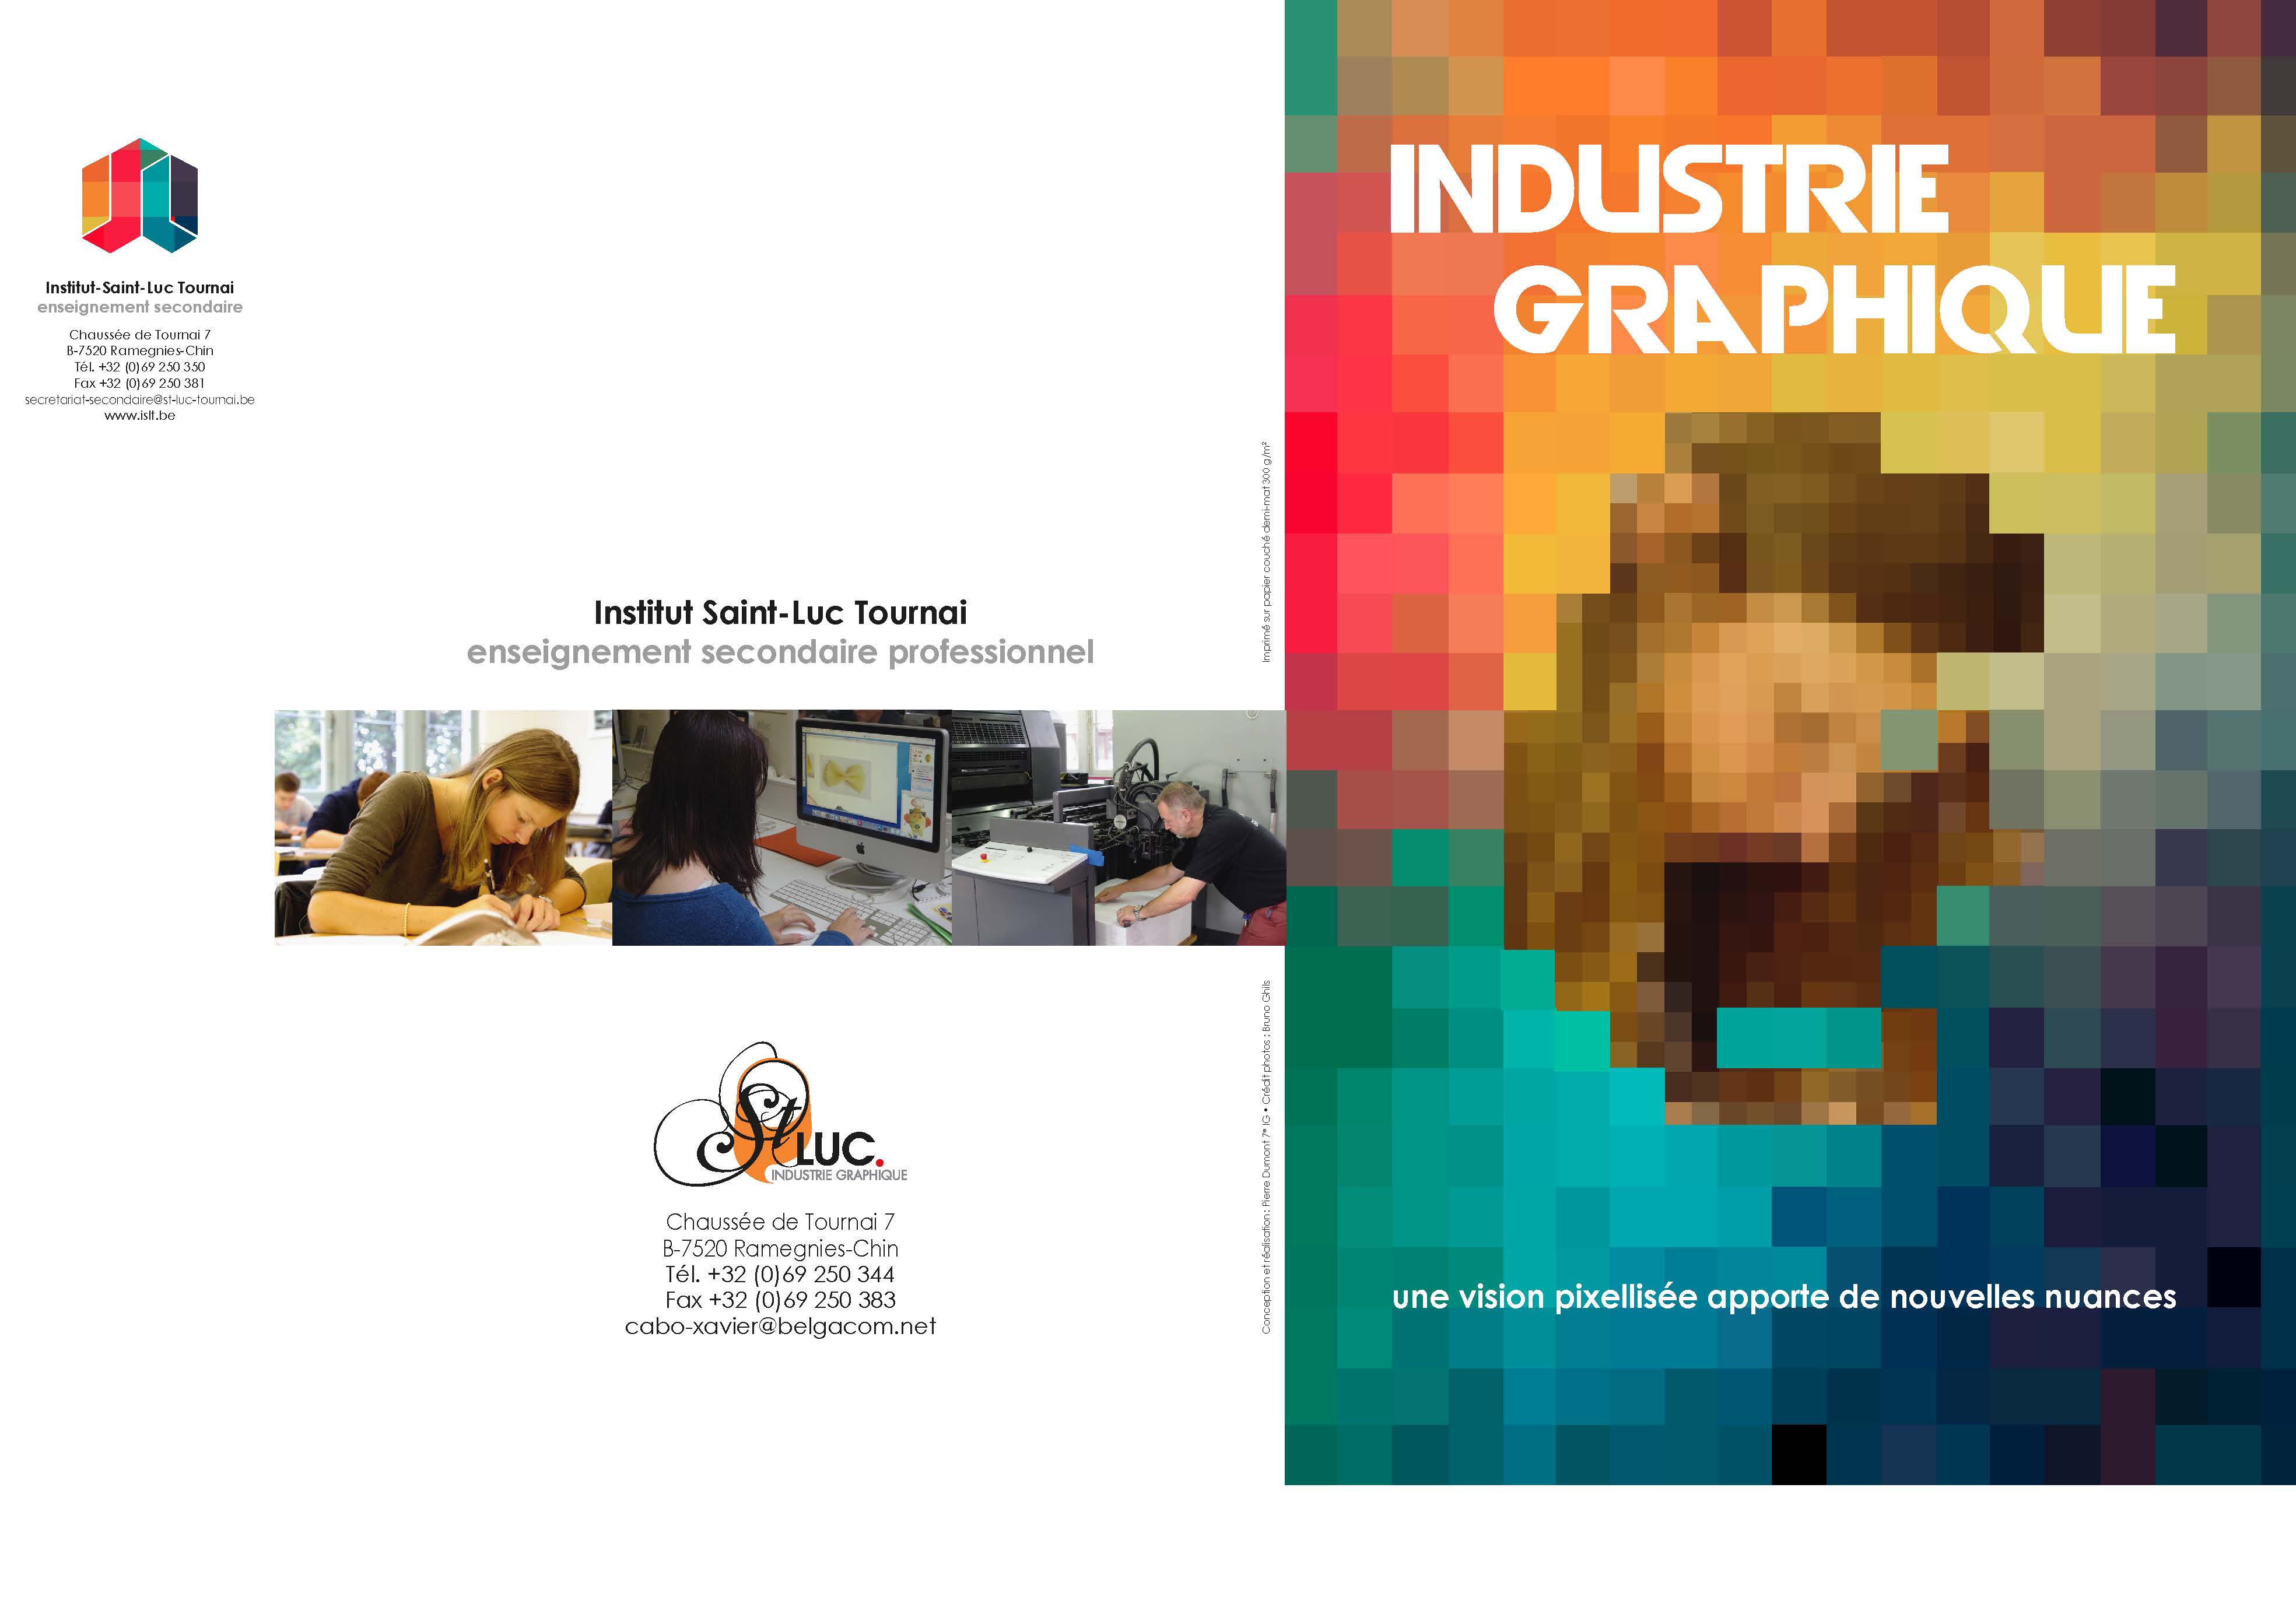 Institut-Saint-Luc Tournai
enseignement secondaire
Chaussée de Tournai 7
B-7520 Ramegnies-Chin
Tél. +32 (0)69 250 350
Fax +32 (0)69 250 381
secretariat-secondaire@st-luc-tournai.be
www.islt.be
Institut Saint-Luc Tournai
enseignement secondaire professionnel
St LUC.
INDUSTRIE GRAPHIQUE
Chaussée de Tournai 7
B-7520 Ramegnies-Chin
Tél. +32 (0)69 250 344
Fax +32 (0)69 250 383
cabo-xavier@belgacom.net
Imprimé sur papier couché demi-mat 300 g/m²
Conception et réalisation : Pierre Dumont 7e IG • Crédit photos : Bruno Ghils
INDUSTRIE
GRAPHIQUE
une vision pixellisée apporte de nouvelles nuances